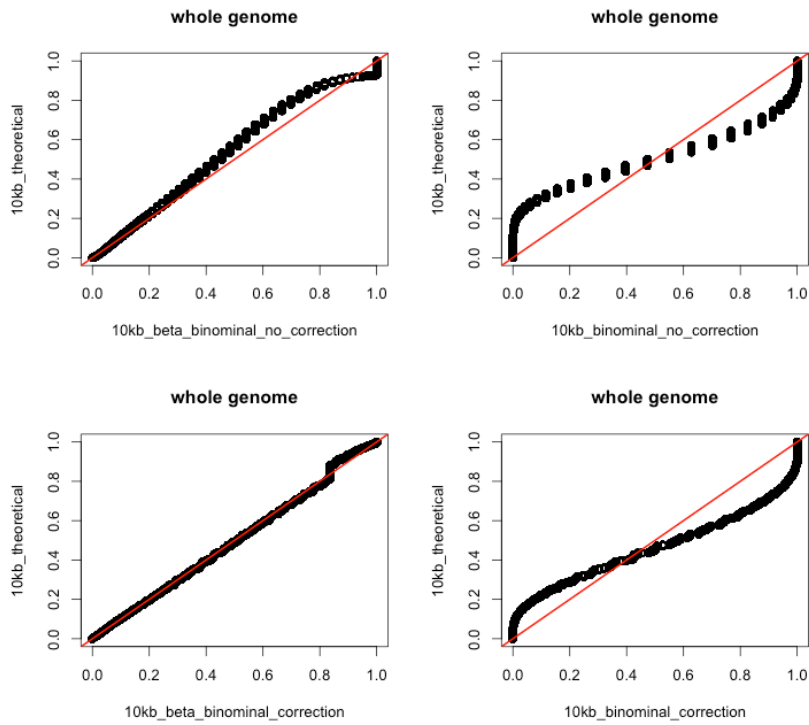 whole genome
10kb_theoretical
0.0 0.2 0.4 0.6 0.8 1.0
0.0 0.2 0.4 0.6 0.8 1.0
10kb_beta_binominal_no_correction
whole genome
10kb_theoretical
0.0 0.2 0.4 0.6 0.8 1.0
0.0 0.2 0.4 0.6 0.8 1.0
10kb_binominal_no_correction
whole genome
10kb_theoretical
0.0 0.2 0.4 0.6 0.8 1.0
0.0 0.2 0.4 0.6 0.8 1.0
10kb_beta_binominal_correction
whole genome
10kb_theoretical
0.0 0.2 0.4 0.6 0.8 1.0
0.0 0.2 0.4 0.6 0.8 1.0
10kb_binominal_correction